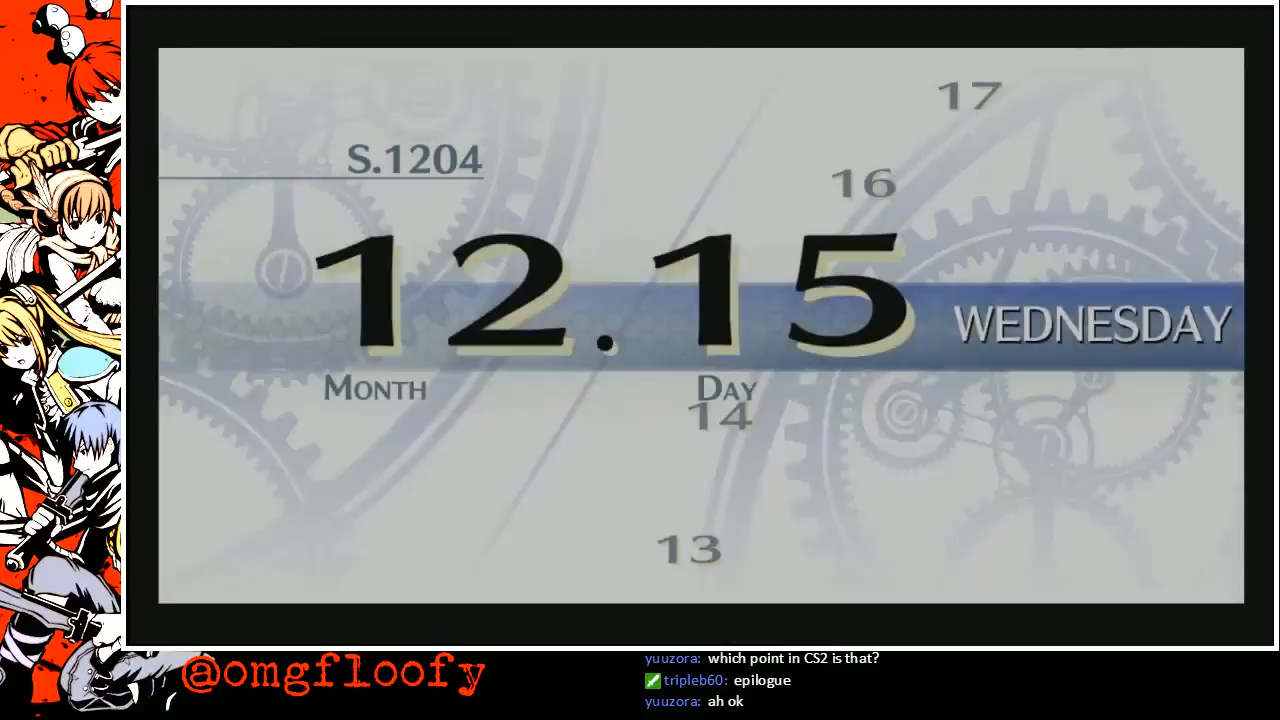 17
S.1204
16
12.15
WEDNESDAY
MONTH
DAY
14
13
@omgfloofy
yuuzora: which point in CS2 is that?
tripleb60: epilogue
yuuzora: ah ok